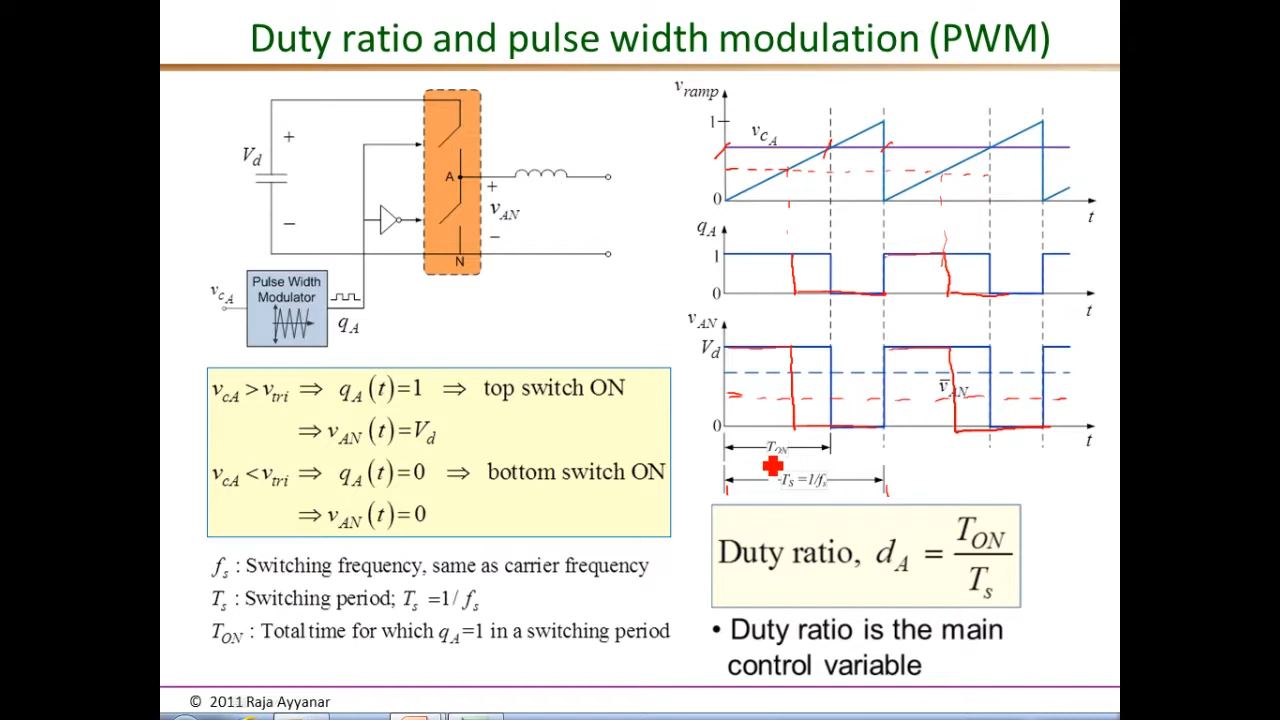 Duty ratio and pulse width modulation (PWM)
+
V_d
−
A
+
v_AN
−
N
v_cA
Pulse Width
Modulator
q_A
v_ramp
1
v_cA
0
t
q_A
1
0
t
v_AN
V_d
v̅_AN
0
t
T_ON
T_S =1/f_s
v_cA > v_tri ⇒ q_A(t)=1 ⇒ top switch ON
⇒ v_AN(t)=V_d
v_cA < v_tri ⇒ q_A(t)=0 ⇒ bottom switch ON
⇒ v_AN(t)=0
f_s : Switching frequency, same as carrier frequency
T_s : Switching period; T_s =1/ f_s
T_ON : Total time for which q_A=1 in a switching period
Duty ratio, d_A = T_ON / T_s
• Duty ratio is the main
control variable
© 2011 Raja Ayyanar